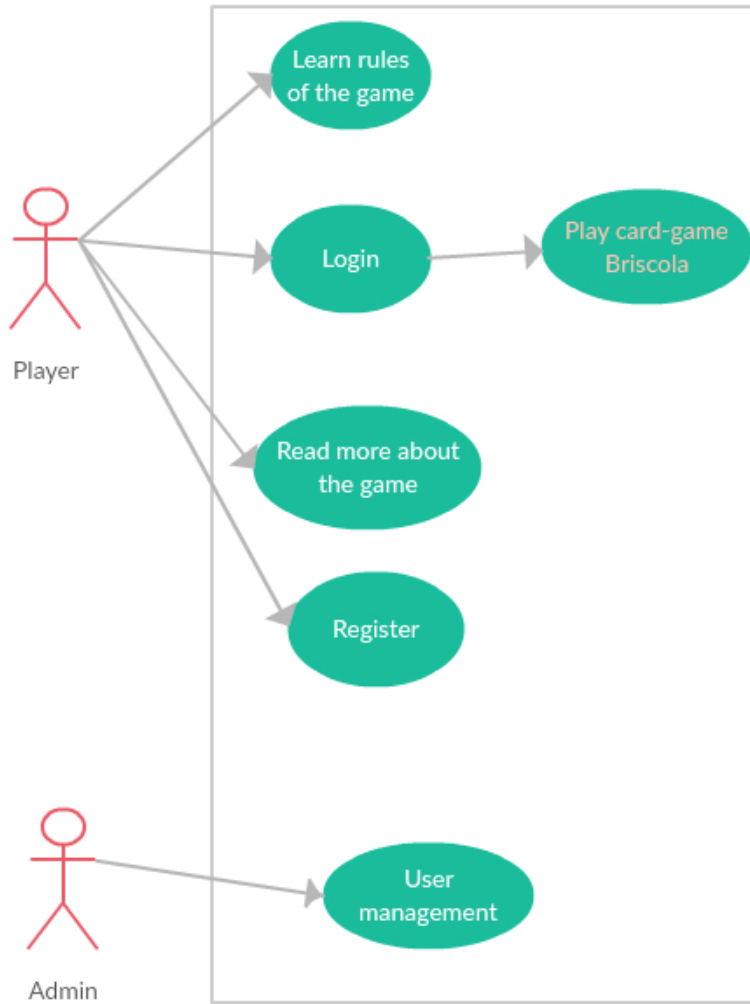 Learn rules
of the game
Login
Play card-game
Briscola
Player
Read more about
the game
Register
User
management
Admin